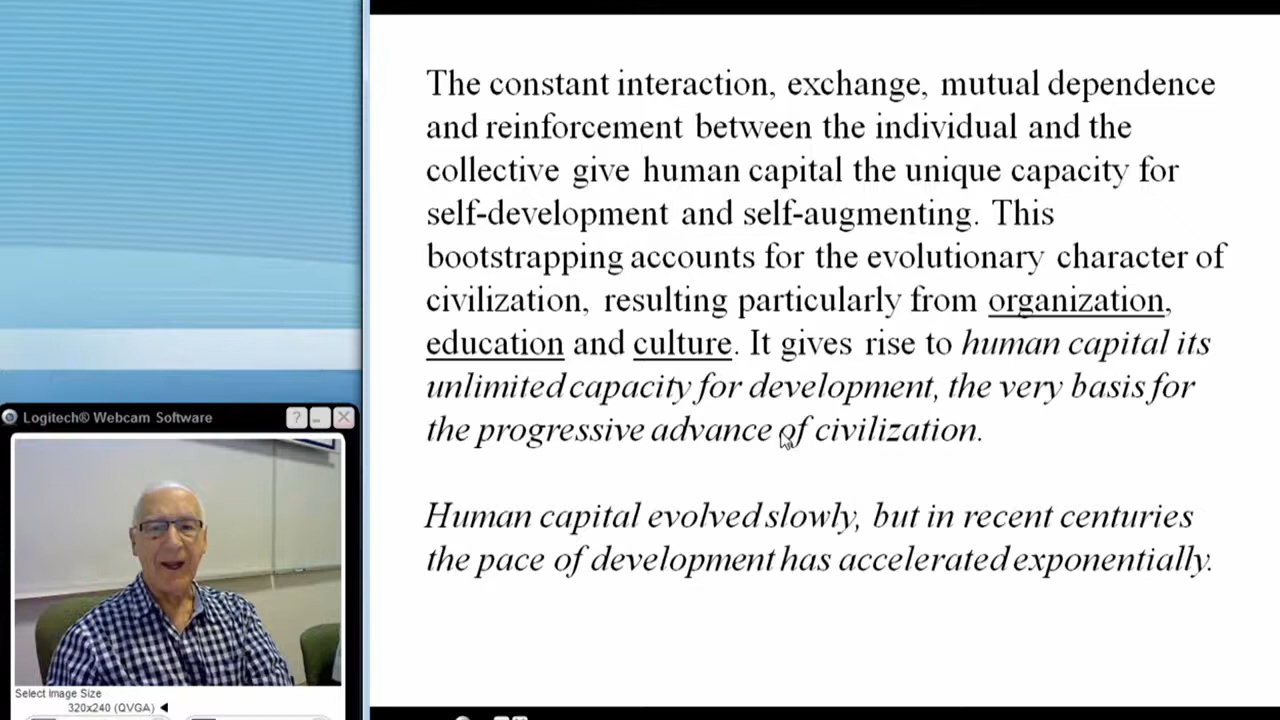 The constant interaction, exchange, mutual dependence
and reinforcement between the individual and the
collective give human capital the unique capacity for
self-development and self-augmenting. This
bootstrapping accounts for the evolutionary character of
civilization, resulting particularly from organization,
education and culture. It gives rise to human capital its
unlimited capacity for development, the very basis for
the progressive advance of civilization.
Human capital evolved slowly, but in recent centuries
the pace of development has accelerated exponentially.
Logitech® Webcam Software
Select Image Size
320x240 (QVGA)